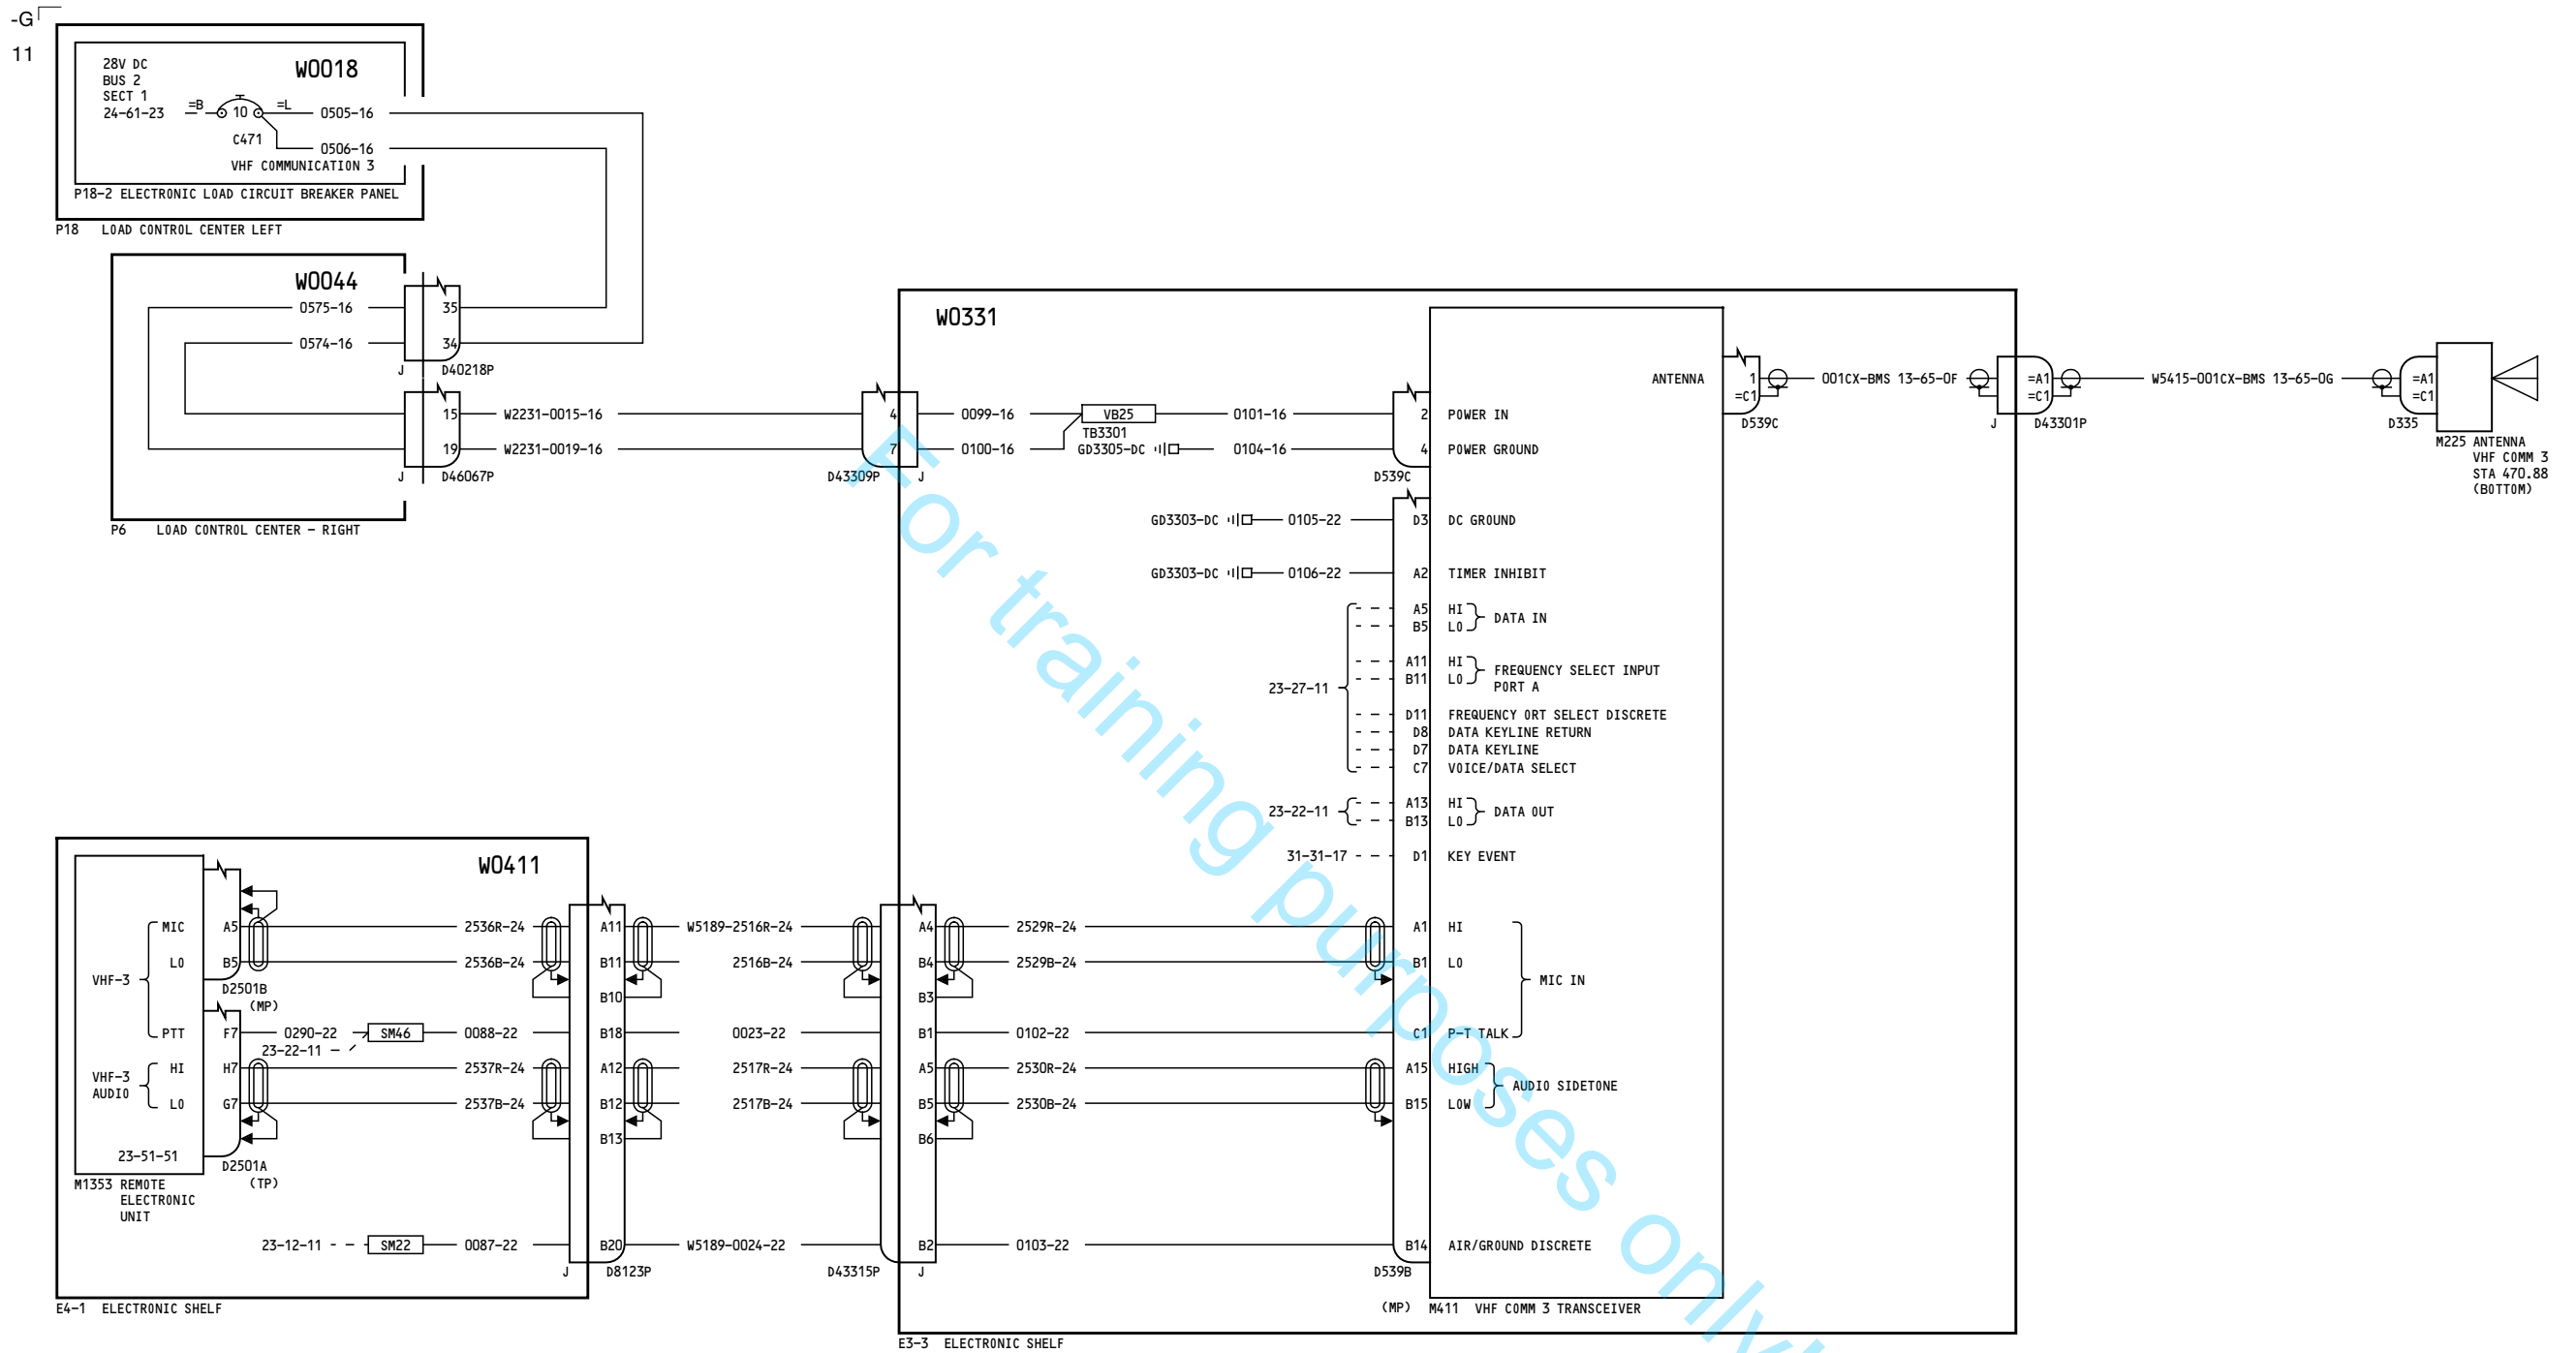 -G
11
W0018
28V DC
BUS 2
SECT 1
24-61-23
=B
10
=L
0505-16
C471
0506-16
VHF COMMUNICATION 3
P18-2 ELECTRONIC LOAD CIRCUIT BREAKER PANEL
P18 LOAD CONTROL CENTER LEFT
W0044
0575-16
35
0574-16
34
J
D40218P
15
W2231-0015-16
19
W2231-0019-16
J
D46067P
P6 LOAD CONTROL CENTER - RIGHT
W0331
4
0099-16
VB25
0101-16
2
POWER IN
TB3301
7
0100-16
GD3305-DC
0104-16
4
POWER GROUND
D43309P
J
D539C
ANTENNA
1
=C1
D539C
001CX-BMS 13-65-0F
=A1
=C1
J
D43301P
W5415-001CX-BMS 13-65-0G
=A1
=C1
D335
M225 ANTENNA
VHF COMM 3
STA 470.88
(BOTTOM)
GD3303-DC
0105-22
D3
DC GROUND
GD3303-DC
0106-22
A2
TIMER INHIBIT
A5
HI
B5
LO
DATA IN
A11
HI
B11
LO
FREQUENCY SELECT INPUT
PORT A
23-27-11
D11
FREQUENCY ORT SELECT DISCRETE
D8
DATA KEYLINE RETURN
D7
DATA KEYLINE
C7
VOICE/DATA SELECT
23-22-11
A13
HI
B13
LO
DATA OUT
31-31-17
D1
KEY EVENT
W0411
VHF-3
MIC
A5
2536R-24
A11
W5189-2516R-24
A4
2529R-24
A1
HI
LO
B5
2536B-24
B11
2516B-24
B4
2529B-24
B1
LO
MIC IN
D2501B
(MP)
B10
B3
PTT
F7
0290-22
SM46
0088-22
B18
0023-22
B1
0102-22
C1
P-T TALK
23-22-11
VHF-3
AUDIO
HI
H7
2537R-24
A12
2517R-24
A5
2530R-24
A15
HIGH
AUDIO SIDETONE
LO
G7
2537B-24
B12
2517B-24
B5
2530B-24
B15
LOW
B13
B6
23-51-51
D2501A
(TP)
M1353 REMOTE
ELECTRONIC
UNIT
23-12-11
SM22
0087-22
B20
W5189-0024-22
B2
0103-22
B14
AIR/GROUND DISCRETE
J
D8123P
D43315P
J
D539B
(MP)
M411 VHF COMM 3 TRANSCEIVER
E4-1 ELECTRONIC SHELF
E3-3 ELECTRONIC SHELF
For training purposes only!